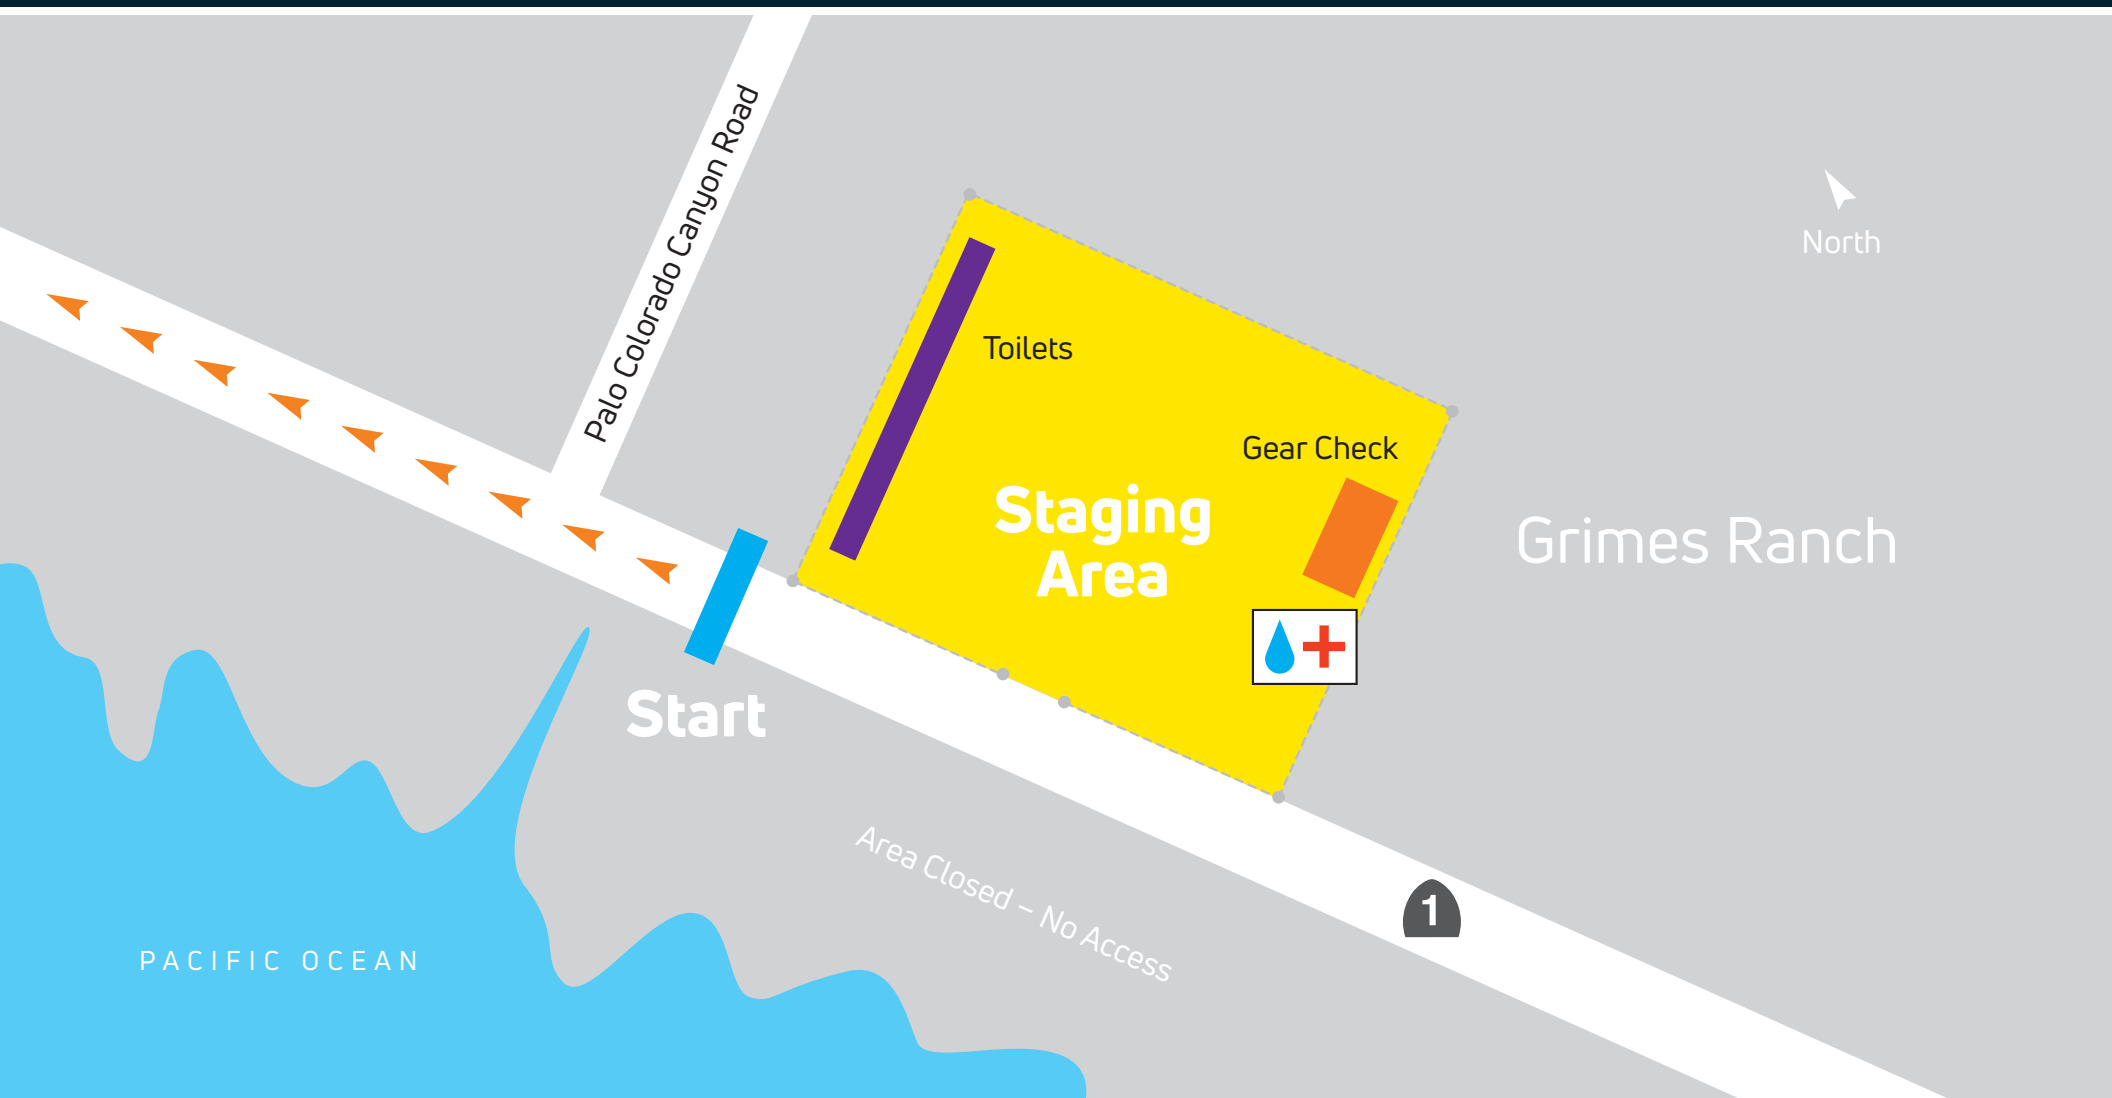 Palo Colorado Canyon Road
North
Toilets
Gear Check
Staging
Area
Grimes Ranch
Start
Area Closed – No Access
1
PACIFIC OCEAN